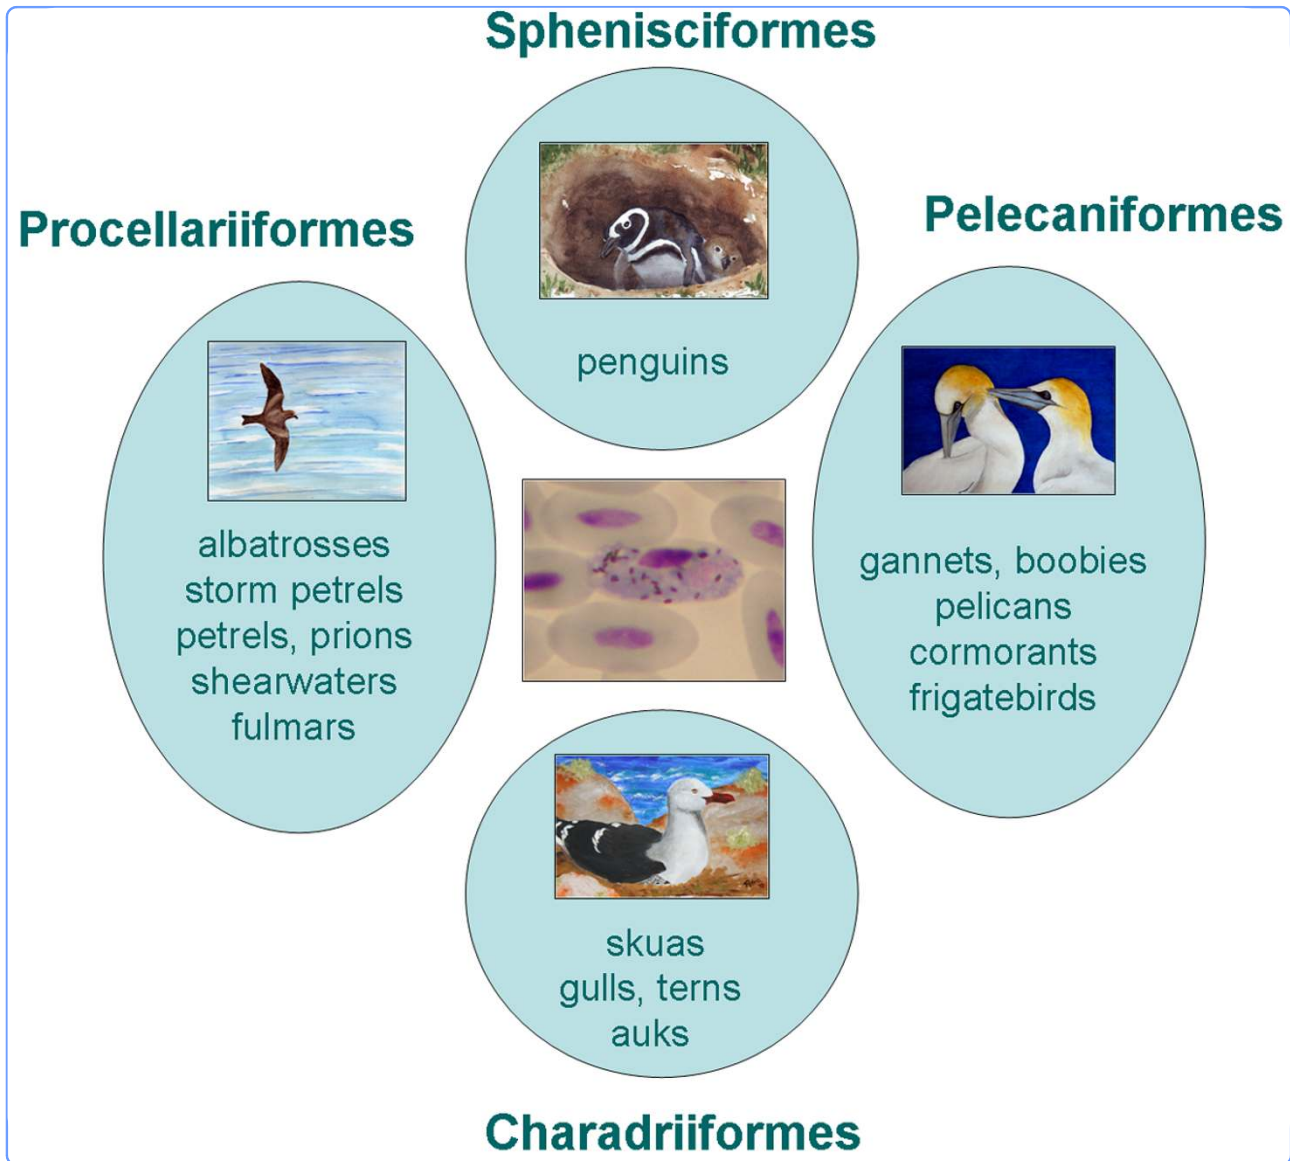 Sphenisciformes
penguins
Procellariiformes
albatrosses
storm petrels
petrels, prions
shearwaters
fulmars
Pelecaniformes
gannets, boobies
pelicans
cormorants
frigatebirds
skuas
gulls, terns
auks
Charadriiformes